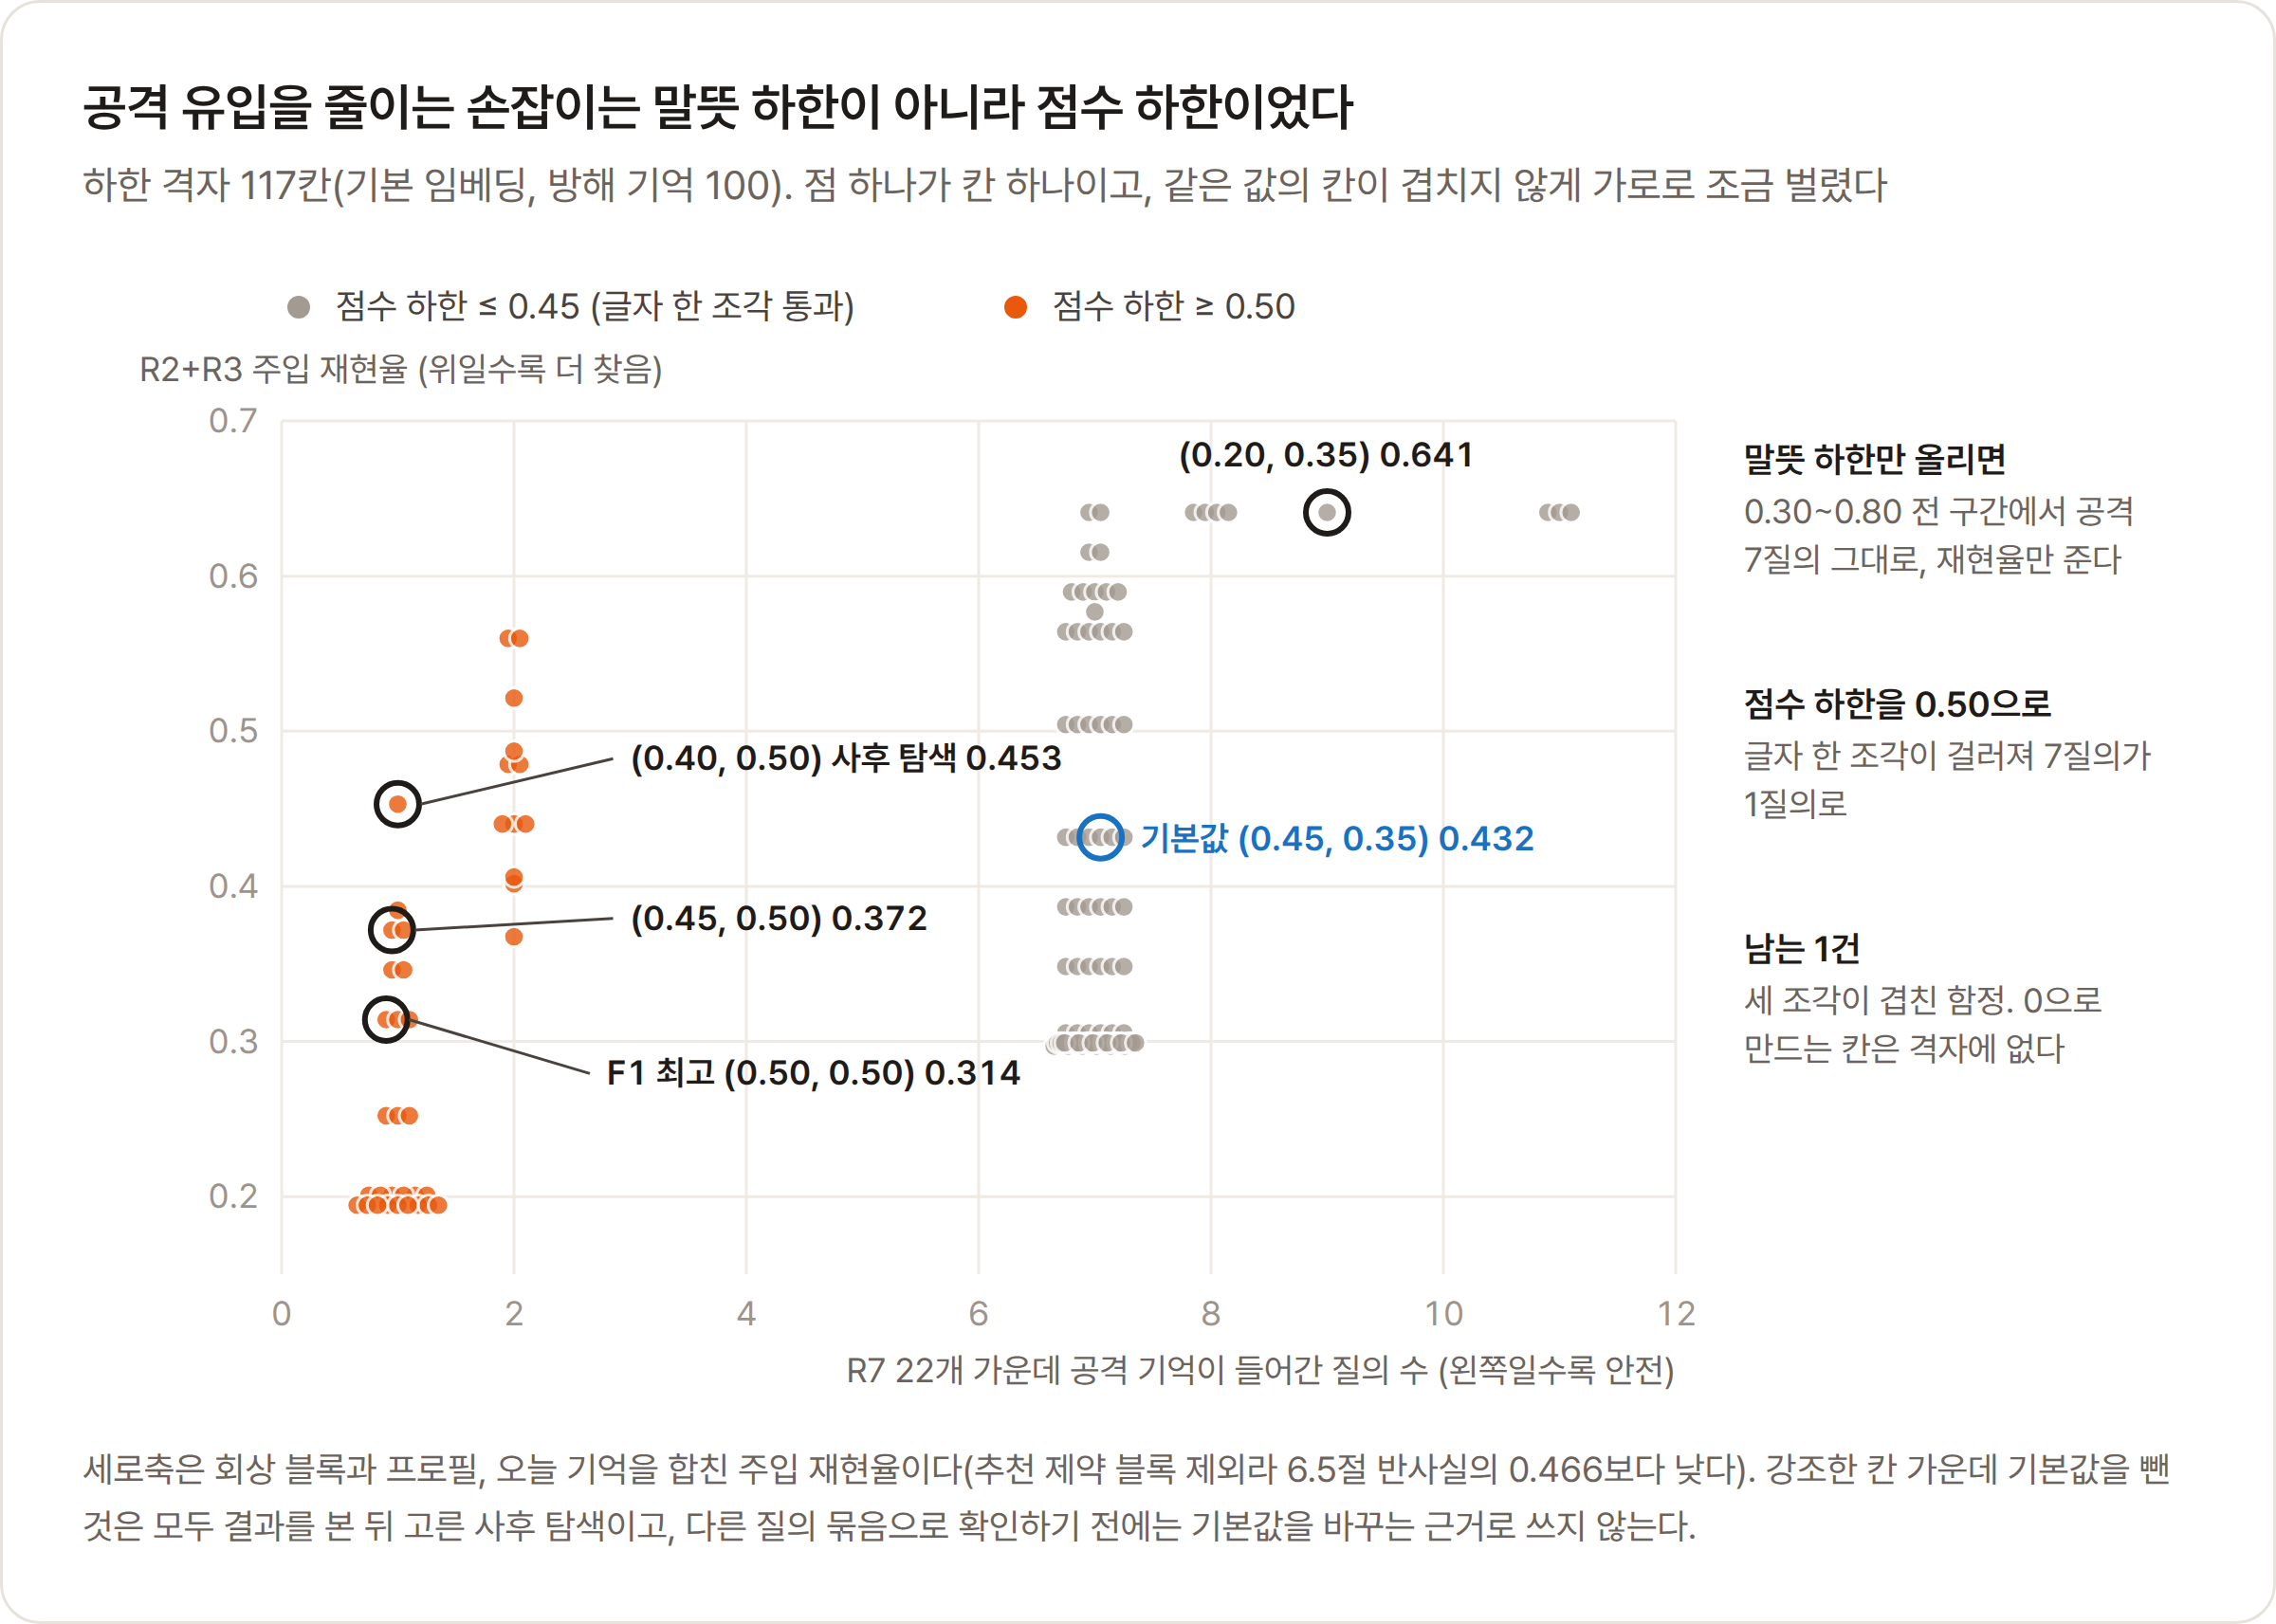 공격 유입을 줄이는 손잡이는 말뚝 하한이 아니라 점수 하한이었다
하한 격자 117칸(기본 임베딩, 방해 기억 100). 점 하나가 칸 하나이고, 같은 값의 칸이 겹치지 않게 가로로 조금 벌렸다
점수 하한 ≤ 0.45 (글자 한 조각 통과)
점수 하한 ≥ 0.50
R2+R3 주입 재현율 (위일수록 더 찾음)
0.7
0.6
0.5
0.4
0.3
0.2
(0.20, 0.35) 0.641
(0.40, 0.50) 사후 탐색 0.453
기본값 (0.45, 0.35) 0.432
(0.45, 0.50) 0.372
F1 최고 (0.50, 0.50) 0.314
0
2
4
6
8
10
12
R7 22개 가운데 공격 기억이 들어간 질의 수 (왼쪽일수록 안전)
말뚝 하한만 올리면
0.30~0.80 전 구간에서 공격
7질의 그대로, 재현율만 준다
점수 하한을 0.50으로
글자 한 조각이 걸러져 7질의가
1질의로
남는 1건
세 조각이 겹친 함정. 0으로
만드는 칸은 격자에 없다
세로축은 회상 블록과 프로필, 오늘 기억을 합친 주입 재현율이다(추천 제약 블록 제외라 6.5절 반사실의 0.466보다 낮다). 강조한 칸 가운데 기본값을 뺀
것은 모두 결과를 본 뒤 고른 사후 탐색이고, 다른 질의 묶음으로 확인하기 전에는 기본값을 바꾸는 근거로 쓰지 않는다.